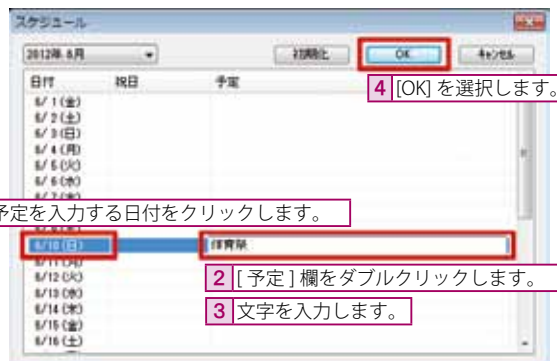 スケジュール
2012年 6月 初期化 OK キャンセル
日付 祝日 予定
4 [OK] を選択します。
6/ 1 (金)
6/ 2 (土)
6/ 3 (日)
6/ 4 (月)
6/ 5 (火)
6/ 6 (水)
予定を入力する日付をクリックします。
6/10 (日) 体育祭
6/11 (月)
6/12 (火)
2 [ 予定 ] 欄をダブルクリックします。
6/13 (水)
6/14 (木)
3 文字を入力します。
6/15 (金)
6/16 (土)